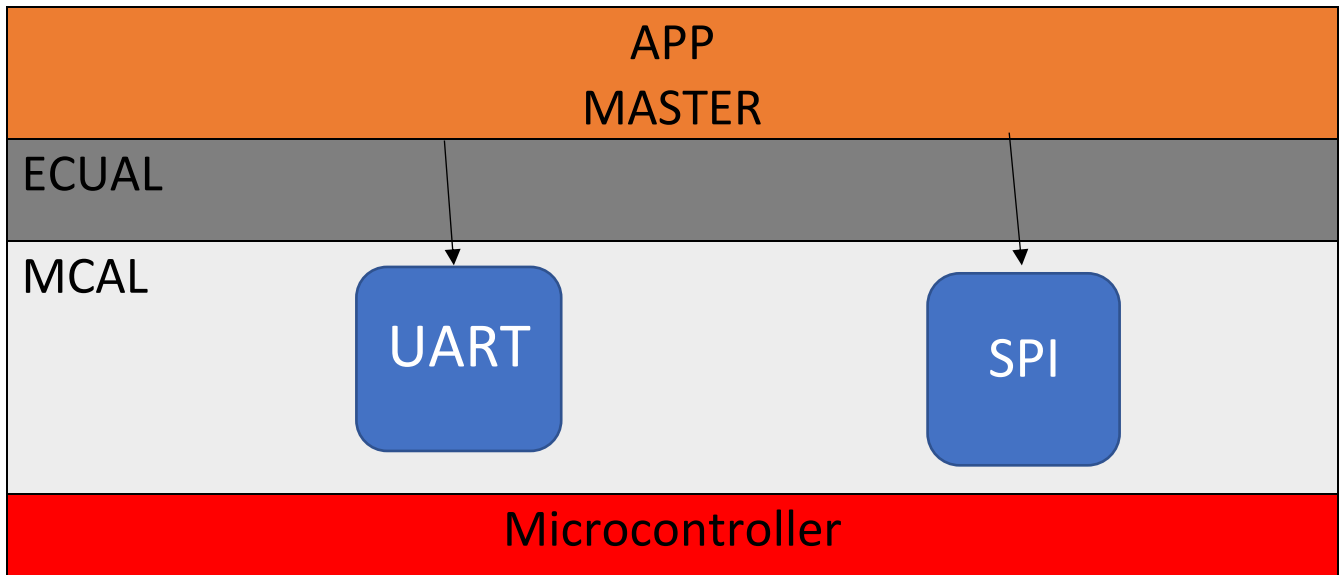 APP
MASTER
ECUAL
MCAL
UART
SPI
Microcontroller